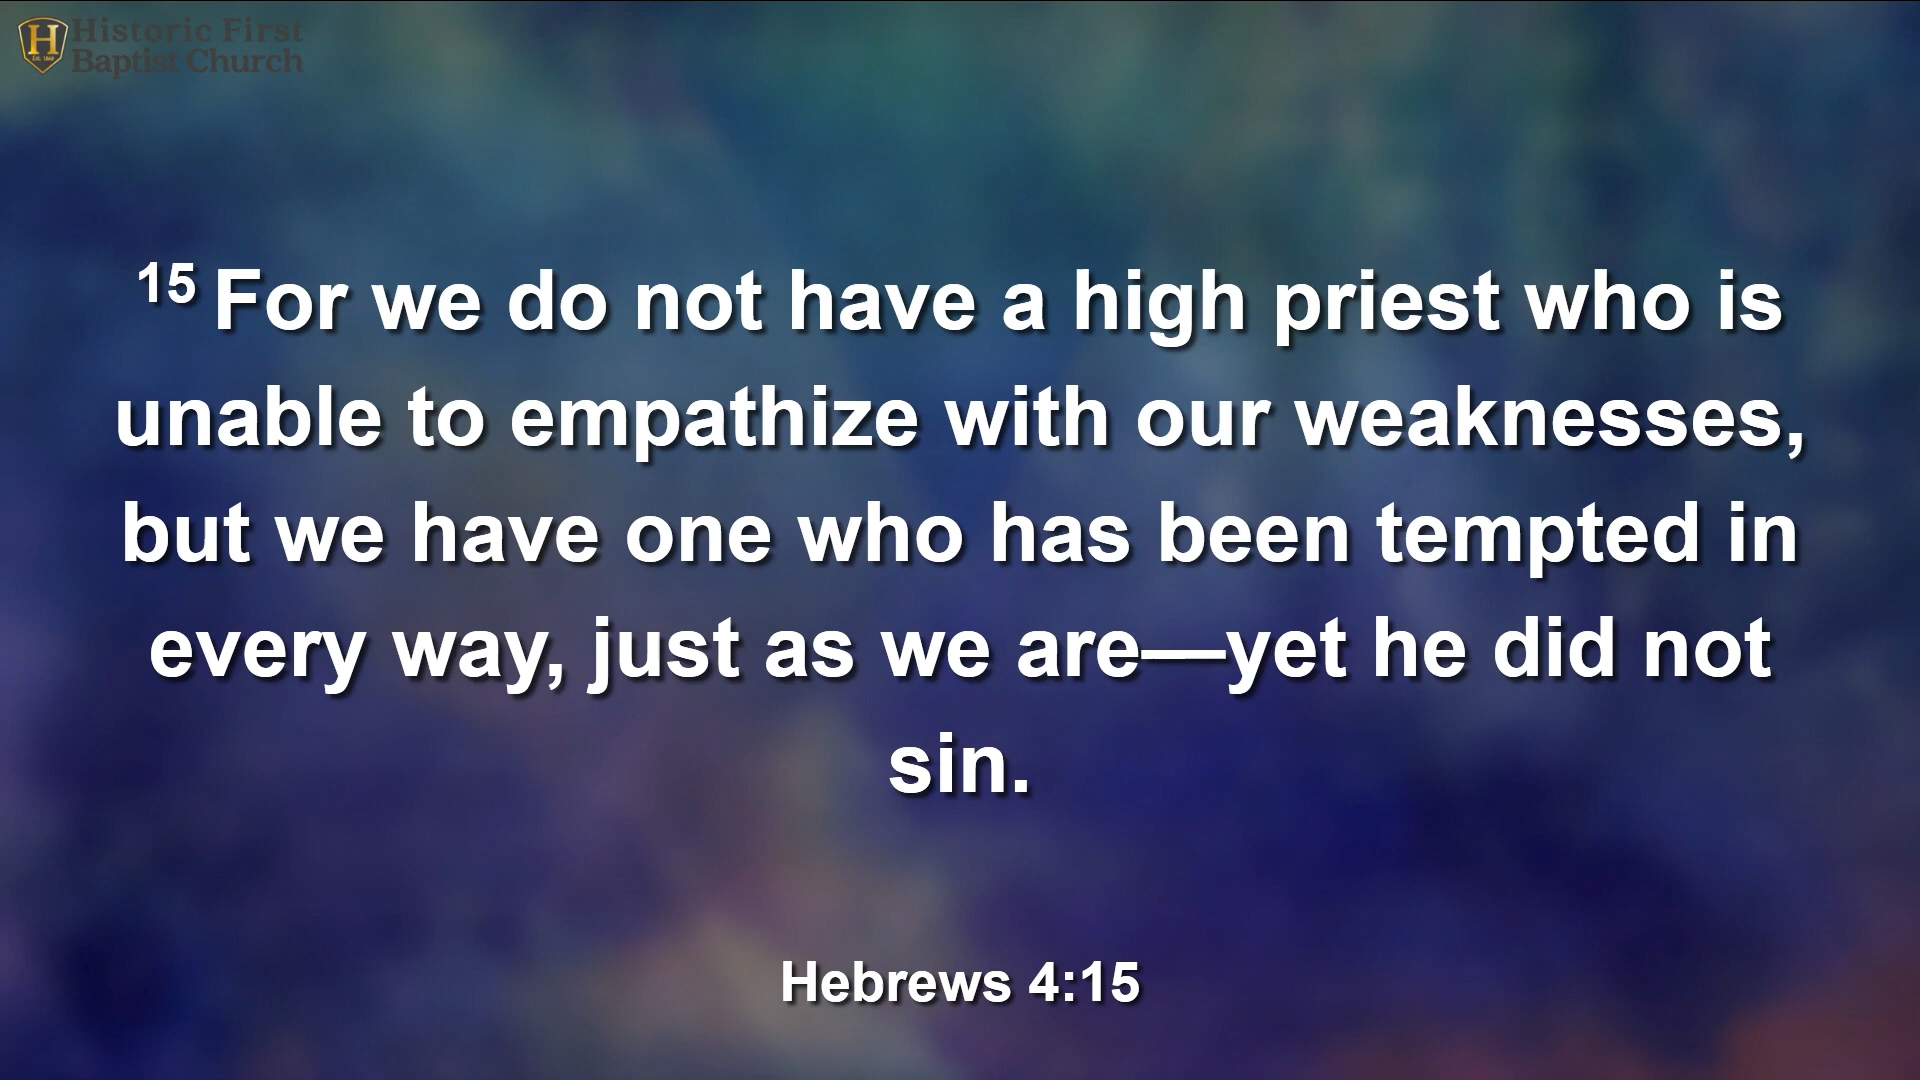 Historic First
Baptist Church
H
Est. 1868
15 For we do not have a high priest who is
unable to empathize with our weaknesses,
but we have one who has been tempted in
every way, just as we are—yet he did not
sin.
Hebrews 4:15